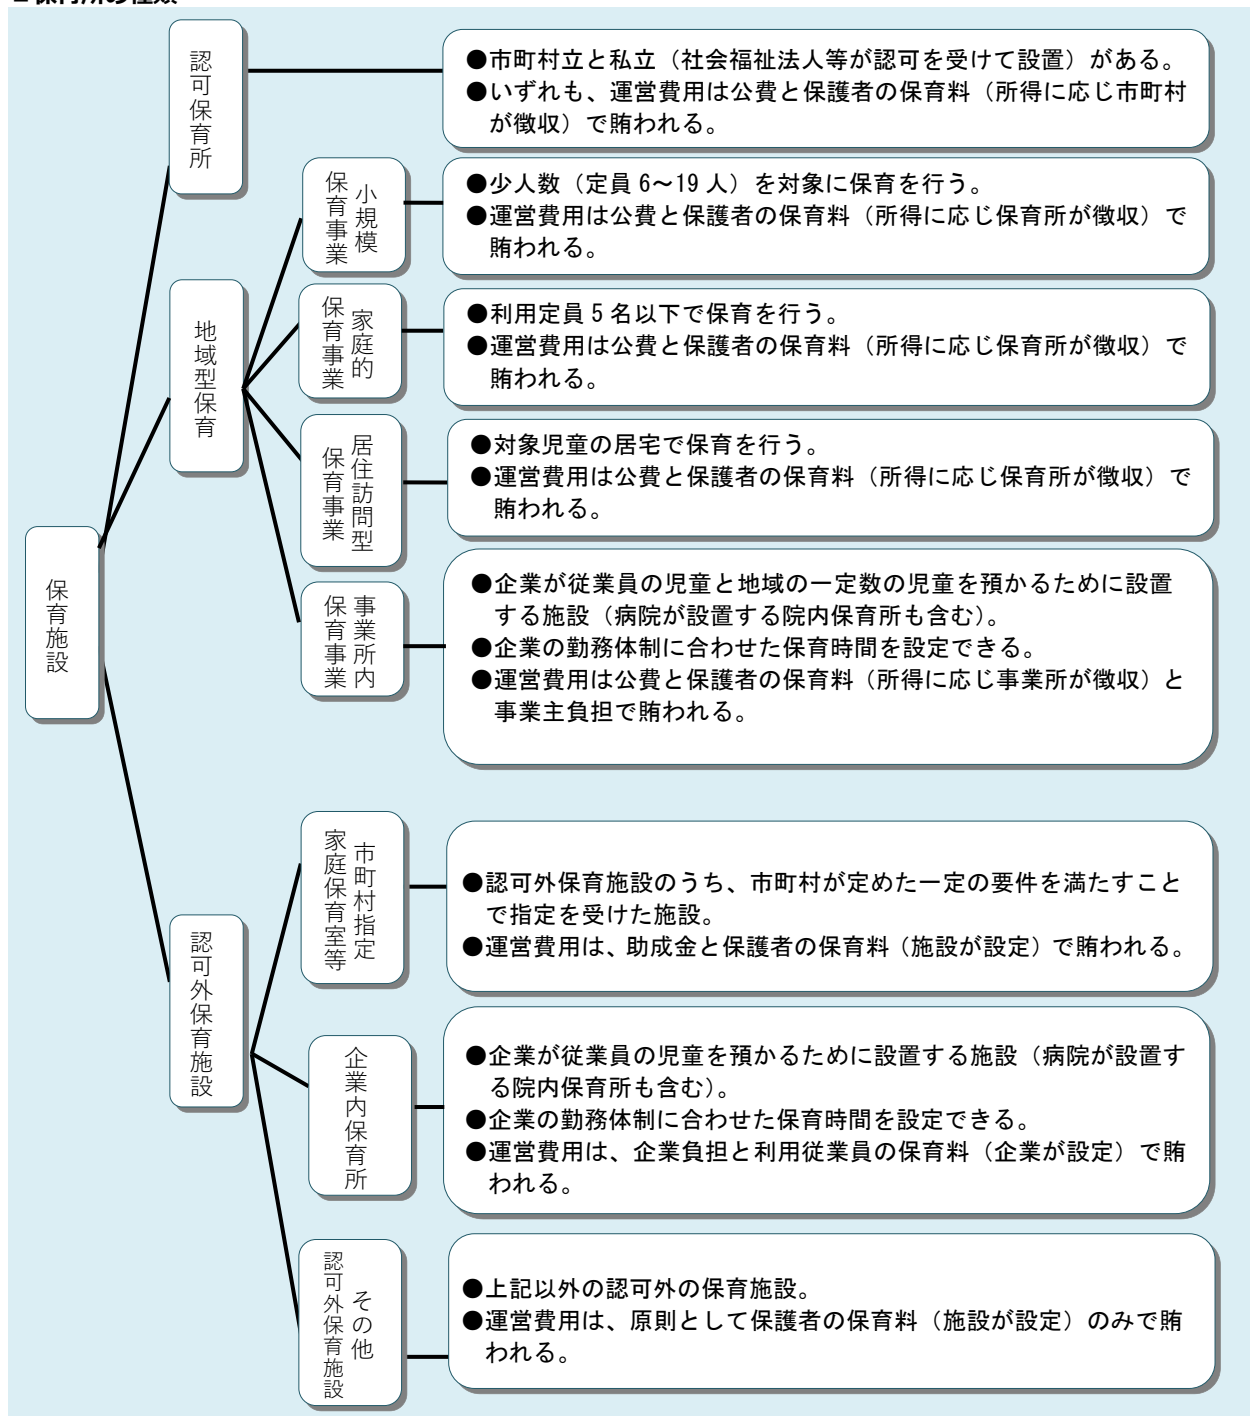 保育施設
認可保育所
●市町村立と私立（社会福祉法人等が認可を受けて設置）がある。
●いずれも、運営費用は公費と保護者の保育料（所得に応じ市町村
が徴収）で賄われる。
地域型保育
小規模
保育事業
●少人数（定員 6～19 人）を対象に保育を行う。
●運営費用は公費と保護者の保育料（所得に応じ保育所が徴収）で
賄われる。
家庭的
保育事業
●利用定員 5 名以下で保育を行う。
●運営費用は公費と保護者の保育料（所得に応じ保育所が徴収）で
賄われる。
居住訪問型
保育事業
●対象児童の居宅で保育を行う。
●運営費用は公費と保護者の保育料（所得に応じ保育所が徴収）で
賄われる。
事業所内
保育事業
●企業が従業員の児童と地域の一定数の児童を預かるために設置
する施設（病院が設置する院内保育所も含む）。
●企業の勤務体制に合わせた保育時間を設定できる。
●運営費用は公費と保護者の保育料（所得に応じ事業所が徴収）と
事業主負担で賄われる。
認可外保育施設
市町村指定
家庭保育室等
●認可外保育施設のうち、市町村が定めた一定の要件を満たすこと
で指定を受けた施設。
●運営費用は、助成金と保護者の保育料（施設が設定）で賄われる。
企業内保育所
●企業が従業員の児童を預かるために設置する施設（病院が設置す
る院内保育所も含む）。
●企業の勤務体制に合わせた保育時間を設定できる。
●運営費用は、企業負担と利用従業員の保育料（企業が設定）で賄
われる。
その他
認可外保育施設
●上記以外の認可外の保育施設。
●運営費用は、原則として保護者の保育料（施設が設定）のみで賄
われる。